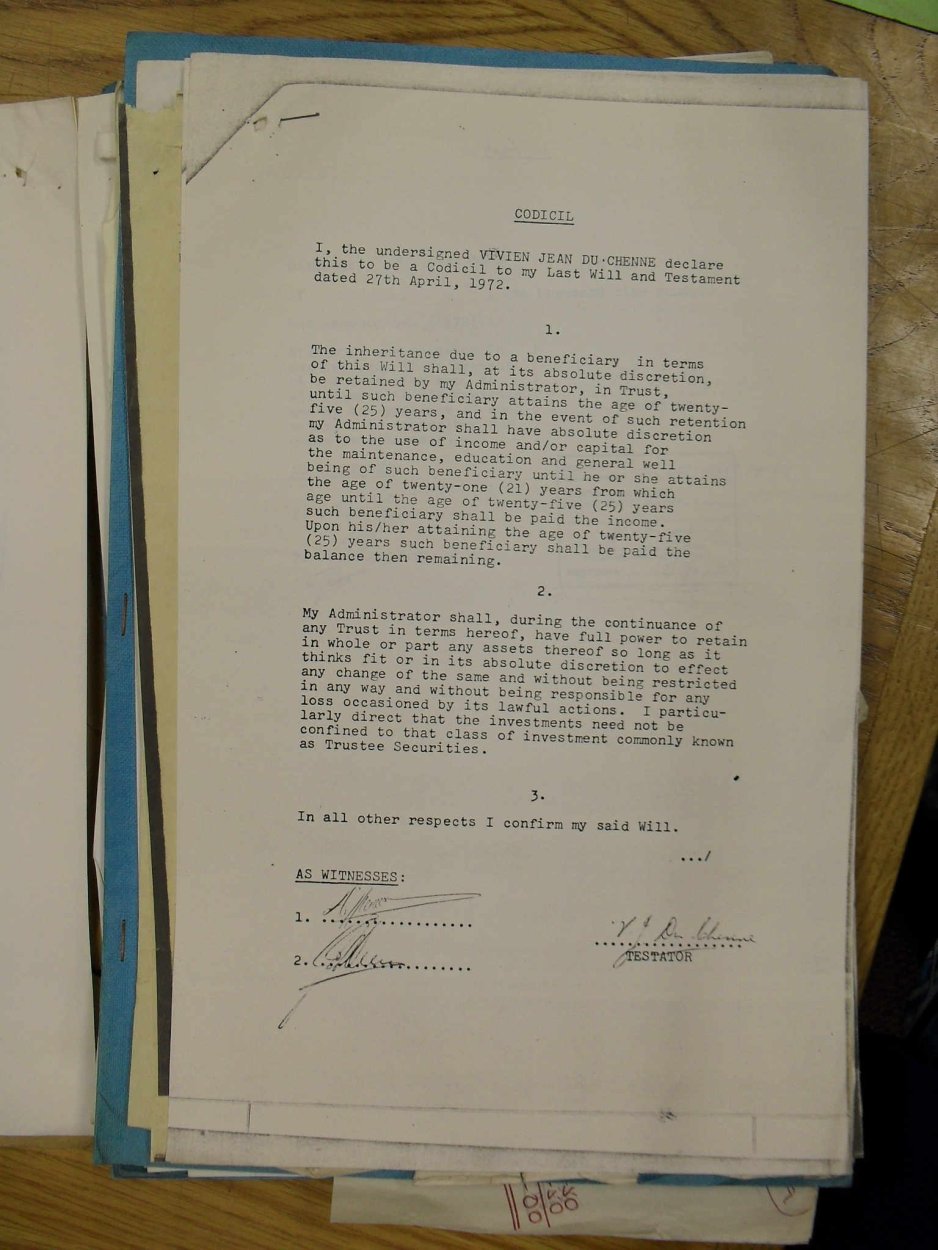 CODICIL
I, the undersigned VIVIEN JEAN DU·CHENNE declare
this to be a Codicil to my Last Will and Testament
dated 27th April, 1972.
1.
The inheritance due to a beneficiary in terms
of this Will shall, at its absolute discretion,
be retained by my Administrator, in Trust,
until such beneficiary attains the age of twenty-
five (25) years, and in the event of such retention
my Administrator shall have absolute discretion
as to the use of income and/or capital for
the maintenance, education and general well
being of such beneficiary until he or she attains
the age of twenty-one (21) years from which
age until the age of twenty-five (25) years
such beneficiary shall be paid the income.
Upon his/her attaining the age of twenty-five
(25) years such beneficiary shall be paid the
balance then remaining.
2.
My Administrator shall, during the continuance of
any Trust in terms hereof, have full power to retain
in whole or part any assets thereof so long as it
thinks fit or in its absolute discretion to effect
any change of the same and without being restricted
in any way and without being responsible for any
loss occasioned by its lawful actions. I particu-
larly direct that the investments need not be
confined to that class of investment commonly known
as Trustee Securities.
3.
In all other respects I confirm my said Will.
.../
AS WITNESSES:
1. ..................
2. ..................
V J Du Chenne
TESTATOR